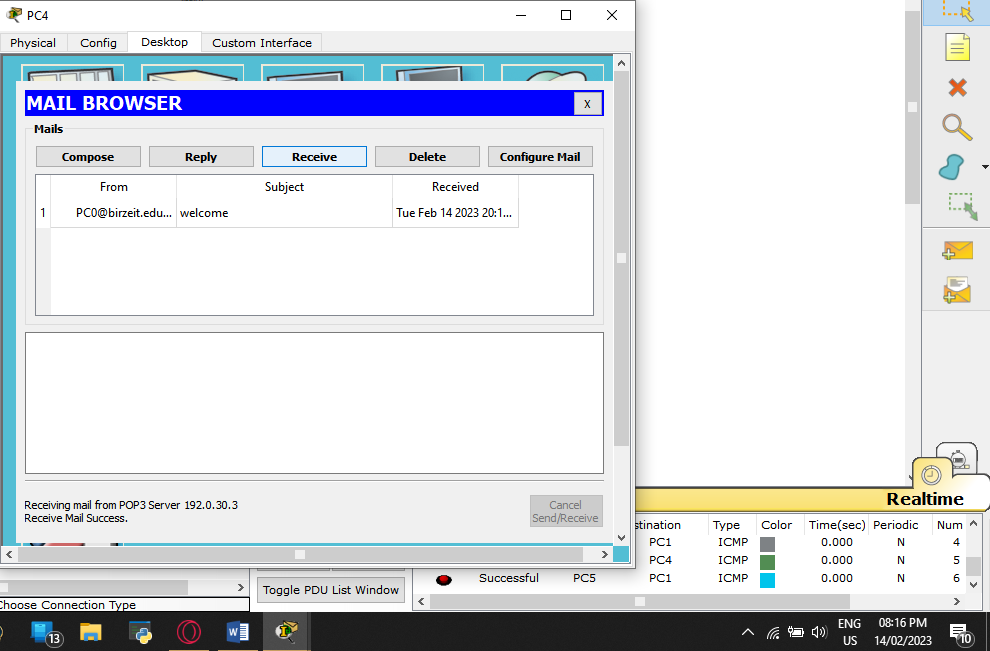 PC4
Physical Config Desktop Custom Interface
MAIL BROWSER X
Mails
Compose Reply Receive Delete Configure Mail
From Subject Received
1 PC0@birzeit.edu... welcome Tue Feb 14 2023 20:1...
Receiving mail from POP3 Server 192.0.30.3
Receive Mail Success.
Cancel
Send/Receive
Realtime
stination Type Color Time(sec) Periodic Num
PC1 ICMP 0.000 N 4
PC4 ICMP 0.000 N 5
Successful PC5 PC1 ICMP 0.000 N 6
Toggle PDU List Window
Choose Connection Type
13
ENG
US
08:16 PM
14/02/2023
10